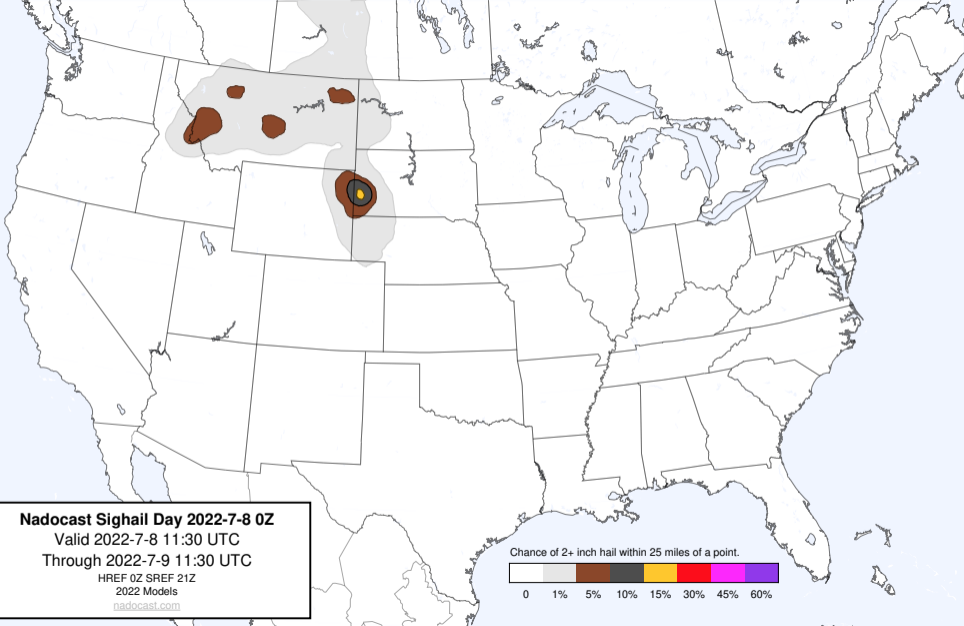 Nadocast Sighail Day 2022-7-8 0Z
Valid 2022-7-8 11:30 UTC
Through 2022-7-9 11:30 UTC
HREF 0Z SREF 21Z
2022 Models
nadocast.com
Chance of 2+ inch hail within 25 miles of a point.
0 1% 5% 10% 15% 30% 45% 60%